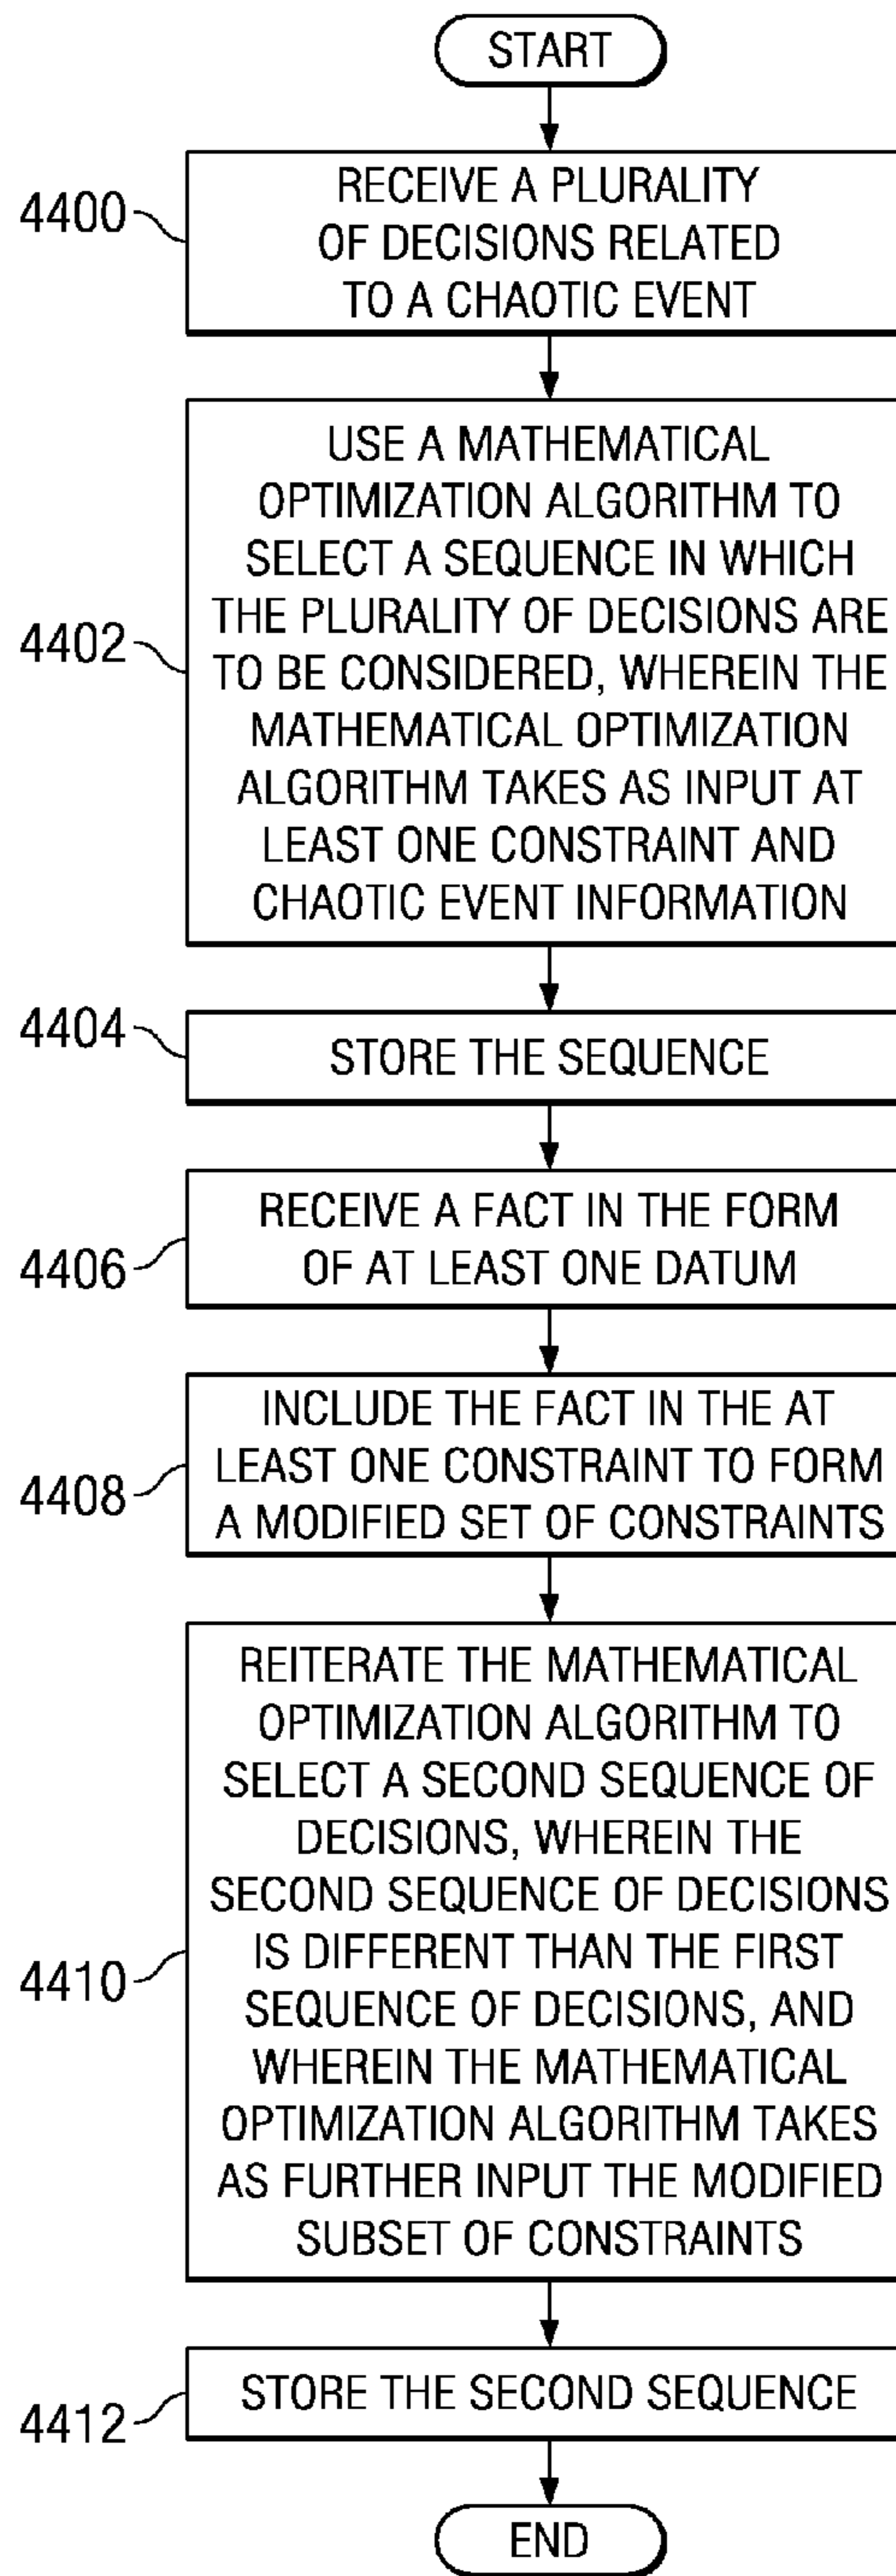 START
4400
RECEIVE A PLURALITY
OF DECISIONS RELATED
TO A CHAOTIC EVENT
4402
USE A MATHEMATICAL
OPTIMIZATION ALGORITHM TO
SELECT A SEQUENCE IN WHICH
THE PLURALITY OF DECISIONS ARE
TO BE CONSIDERED, WHEREIN THE
MATHEMATICAL OPTIMIZATION
ALGORITHM TAKES AS INPUT AT
LEAST ONE CONSTRAINT AND
CHAOTIC EVENT INFORMATION
4404
STORE THE SEQUENCE
4406
RECEIVE A FACT IN THE FORM
OF AT LEAST ONE DATUM
4408
INCLUDE THE FACT IN THE AT
LEAST ONE CONSTRAINT TO FORM
A MODIFIED SET OF CONSTRAINTS
4410
REITERATE THE MATHEMATICAL
OPTIMIZATION ALGORITHM TO
SELECT A SECOND SEQUENCE OF
DECISIONS, WHEREIN THE
SECOND SEQUENCE OF DECISIONS
IS DIFFERENT THAN THE FIRST
SEQUENCE OF DECISIONS, AND
WHEREIN THE MATHEMATICAL
OPTIMIZATION ALGORITHM TAKES
AS FURTHER INPUT THE MODIFIED
SUBSET OF CONSTRAINTS
4412
STORE THE SECOND SEQUENCE
END